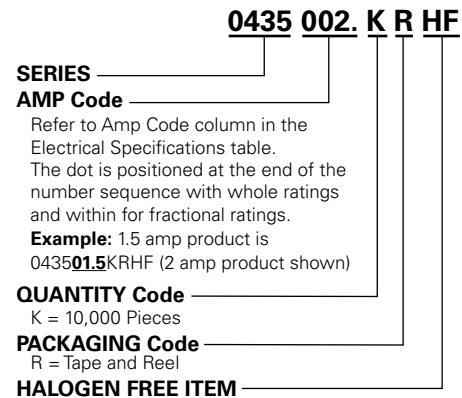 0435 002. K R HF
SERIES
AMP Code
Refer to Amp Code column in the
Electrical Specifications table.
The dot is positioned at the end of the
number sequence with whole ratings
and within for fractional ratings.
Example: 1.5 amp product is
043501.5KRHF (2 amp product shown)
QUANTITY Code
K = 10,000 Pieces
PACKAGING Code
R = Tape and Reel
HALOGEN FREE ITEM